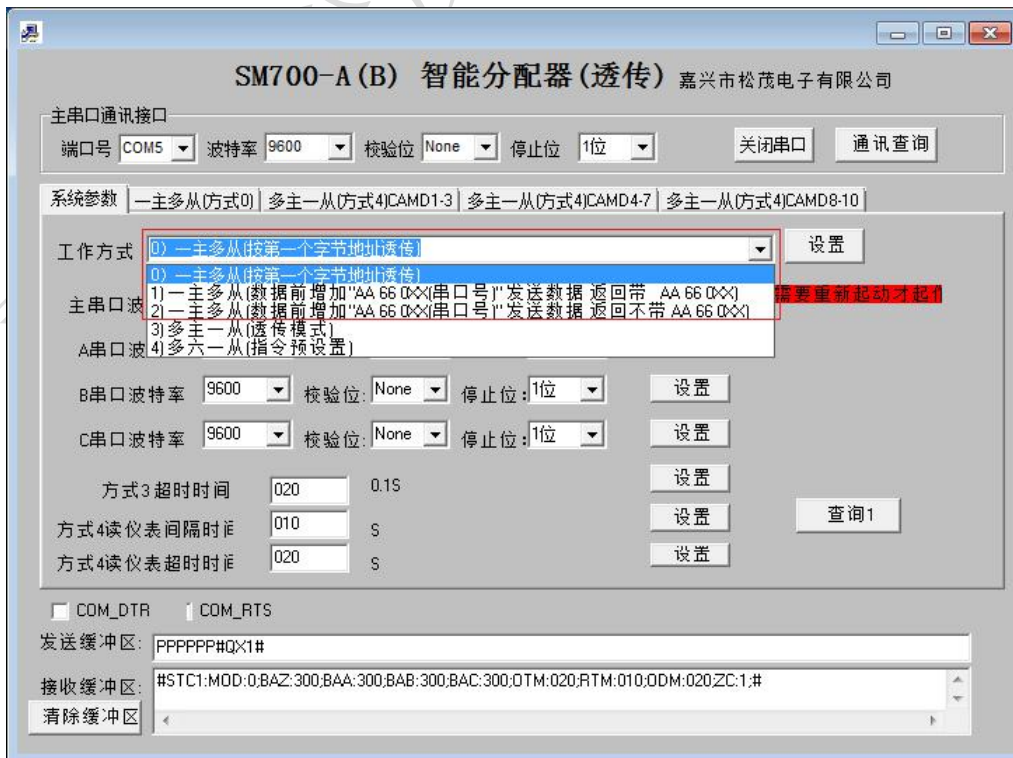 SM700-A(B) 智能分配器(透传) 嘉兴市松茂电子有限公司
主串口通讯接口
端口号 COM5 波特率 9600 校验位 None 停止位 1位 关闭串口 通讯查询
系统参数 一主多从(方式0) 多主一从(方式4)CAMD1-3 多主一从(方式4)CAMD4-7 多主一从(方式4)CAMD8-10
工作方式 0) 一主多从(按第一个字节地址透传) 设置
0) 一主多从(按第一个字节地址透传)
1) 一主多从(数据前增加"AA 66 0XX(串口号)"发送数据 返回带 AA 66 0XX)
主串口波 需要重新起动才起作
2) 一主多从(数据前增加"AA 66 0XX(串口号)"发送数据 返回不带 AA 66 0XX)
3) 多主一从(透传模式)
A串口波 4) 多六一从(指令预设置)
B串口波特率 9600 校验位: None 停止位: 1位 设置
C串口波特率 9600 校验位: None 停止位: 1位 设置
方式3超时时间 020 0.1S 设置
方式4读仪表间隔时间 010 S 设置 查询1
方式4读仪表超时时间 020 S 设置
COM_DTR COM_RTS
发送缓冲区: PPPPPP#QX1#
接收缓冲区: #STC1:MOD:0;BAZ:300;BAA:300;BAB:300;BAC:300;OTM:020;RTM:010;ODM:020;ZC:1;#
清除缓冲区